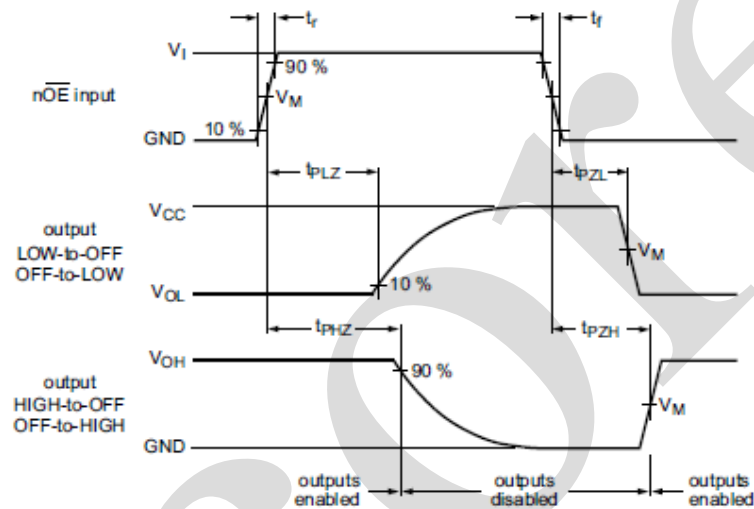 tr
tf
VI
90 %
nOE input
VM
VM
10 %
GND
tPLZ
tPZL
VCC
output
LOW-to-OFF
OFF-to-LOW
VM
10 %
VOL
tPHZ
tPZH
VOH
90 %
output
HIGH-to-OFF
OFF-to-HIGH
VM
GND
outputs
enabled
outputs
disabled
outputs
enabled